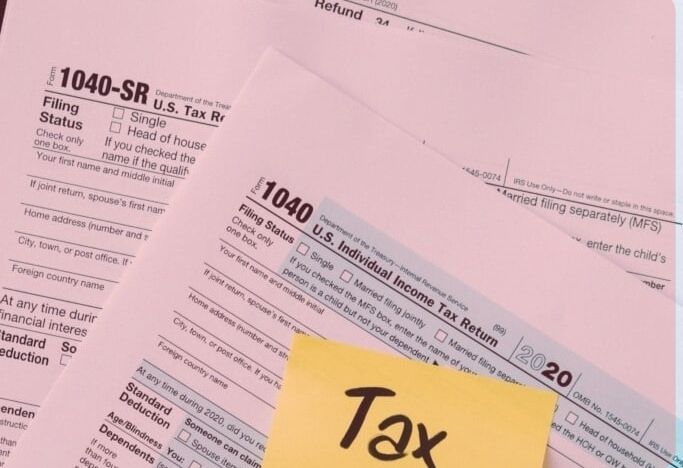 (2020)
Refund 34
Form 1040-SR Department of the Treas
U.S. Tax Re
Filing
Status
Check only
one box.
Single
Head of house
If you checked the
name if the qualify
Your first name and middle initial
If joint return, spouse's first nam
Home address (number and s
City, town, or post office. If
Foreign country name
At any time during
financial interes
Standard
Deduction
So
1545-0074 IRS Use Only—Do not write or staple in this space.
Married filing separately (MFS)
enter the child's
mber
Form 1040 Department of the Treasury—Internal Revenue Service
U.S. Individual Income Tax Return (99) 2020 OMB No. 1545-0074 IRS Use Only
Filing Status
Check only
one box.
Single Married filing jointly Married filing separ Head of household
If you checked the MFS box, enter the name of your ed the HOH or QW
person is a child but not your dependent
Your first name and middle initial
If joint return, spouse's first nam
Home address (number and str
City, town, or post office. If you ha
Foreign country name
At any time during 2020, did you re
Standard
Deduction
Someone can claim
Spouse item
Age/Blindness You:
Dependents
If more
than four
Tax